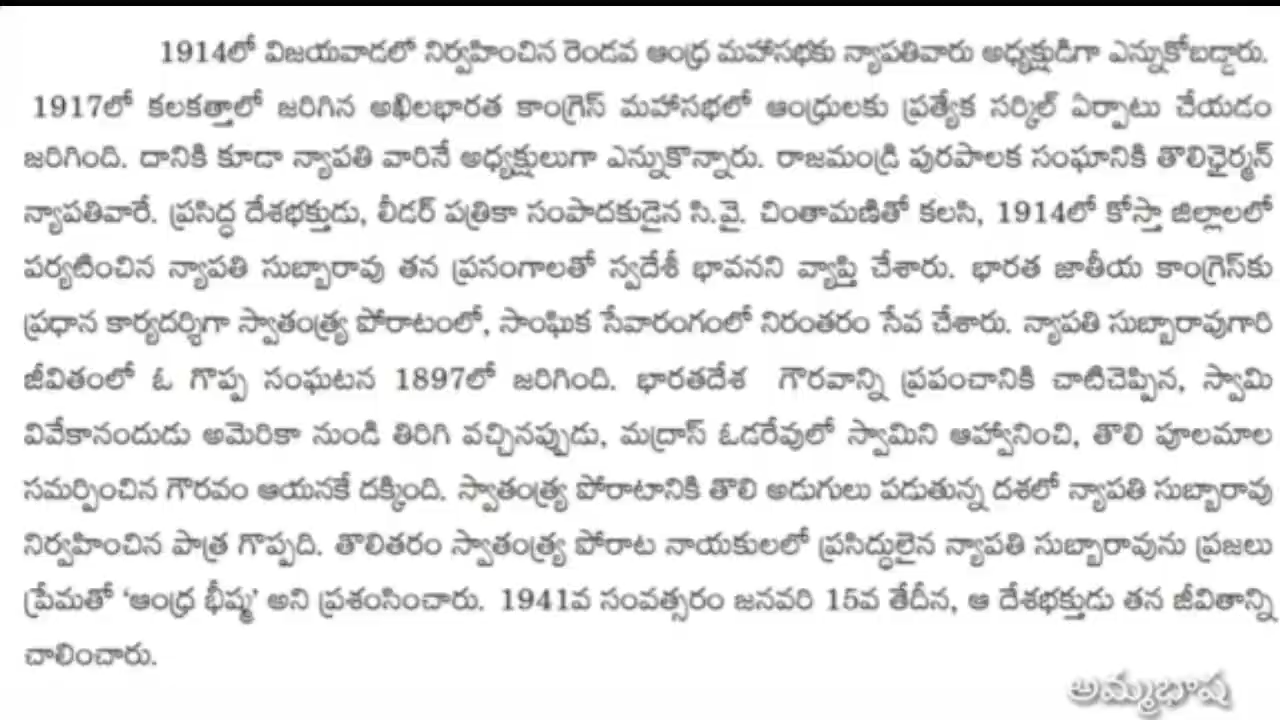 1914లో విజయవాడలో నిర్వహించిన రెండవ ఆంధ్ర మహాసభకు న్యాపతివారు అధ్యక్షుడిగా ఎన్నుకోబడ్డారు.
1917లో కలకత్తాలో జరిగిన అఖిలభారత కాంగ్రెస్ మహాసభలో ఆంధ్రులకు ప్రత్యేక సర్కిల్ ఏర్పాటు చేయడం
జరిగింది. దానికి కూడా న్యాపతి వారినే అధ్యక్షులుగా ఎన్నుకొన్నారు. రాజమండ్రి పురపాలక సంఘానికి తొలిఛైర్మన్
న్యాపతివారే. ప్రసిద్ధ దేశభక్తుడు, లీడర్ పత్రికా సంపాదకుడైన సి.వై. చింతామణితో కలసి, 1914లో కోస్తా జిల్లాలలో
పర్యటించిన న్యాపతి సుబ్బారావు తన ప్రసంగాలతో స్వదేశీ భావనని వ్యాప్తి చేశారు. భారత జాతీయ కాంగ్రెస్‌కు
ప్రధాన కార్యదర్శిగా స్వాతంత్ర్య పోరాటంలో, సాంఘిక సేవారంగంలో నిరంతరం సేవ చేశారు. న్యాపతి సుబ్బారావుగారి
జీవితంలో ఓ గొప్ప సంఘటన 1897లో జరిగింది. భారతదేశ గౌరవాన్ని ప్రపంచానికి చాటిచెప్పిన, స్వామి
వివేకానందుడు అమెరికా నుండి తిరిగి వచ్చినప్పుడు, మద్రాస్ ఓడరేవులో స్వామిని ఆహ్వానించి, తొలి పూలమాల
సమర్పించిన గౌరవం ఆయనకే దక్కింది. స్వాతంత్ర్య పోరాటానికి తొలి అడుగులు పడుతున్న దశలో న్యాపతి సుబ్బారావు
నిర్వహించిన పాత్ర గొప్పది. తొలితరం స్వాతంత్ర్య పోరాట నాయకులలో ప్రసిద్ధులైన న్యాపతి సుబ్బారావును ప్రజలు
ప్రేమతో ‘ఆంధ్ర భీష్మ’ అని ప్రశంసించారు. 1941వ సంవత్సరం జనవరి 15వ తేదీన, ఆ దేశభక్తుడు తన జీవితాన్ని
చాలించారు.
అమ్మభాష